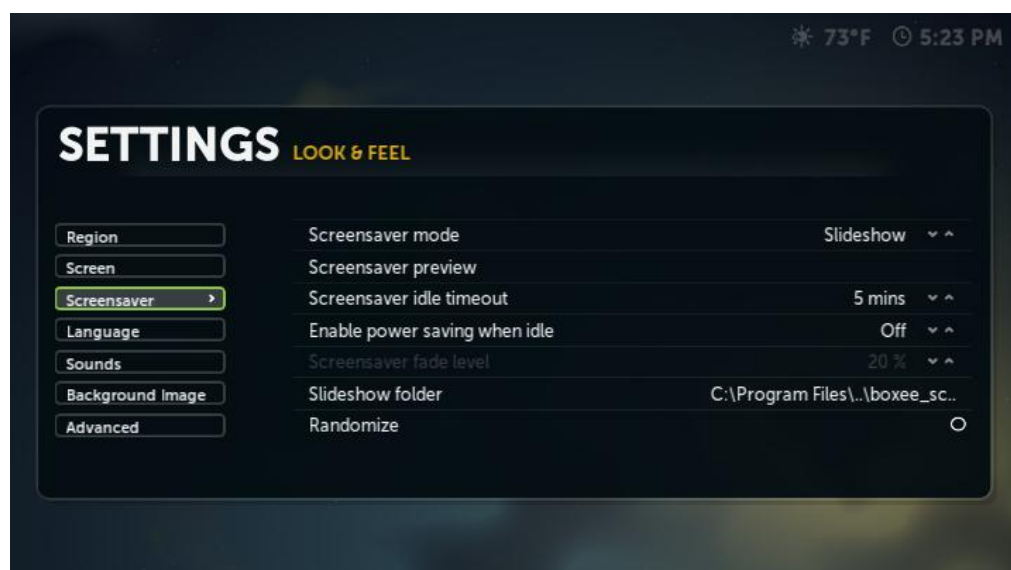 73°F 5:23 PM
SETTINGS LOOK & FEEL
Region
Screen
Screensaver
Language
Sounds
Background Image
Advanced
Screensaver mode Slideshow
Screensaver preview
Screensaver idle timeout 5 mins
Enable power saving when idle Off
Screensaver fade level 20 %
Slideshow folder C:\Program Files\..\boxee_sc..
Randomize